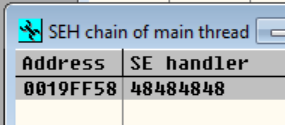 SEH chain of main thread
Address SE handler
0019FF58 48484848